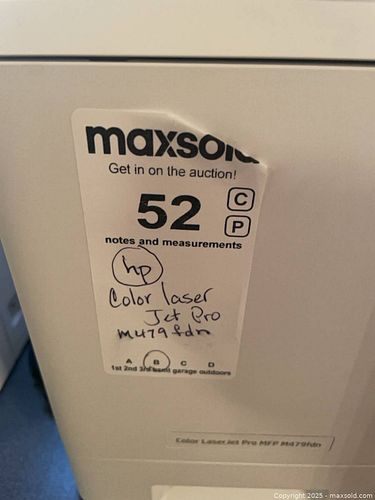 maxsold
Get in on the auction!
52
C
P
notes and measurements
hp
Color laser
Jet Pro
M479fdn
A B C D
1st 2nd 3rd bsmt garage outdoors
Color LaserJet Pro MFP M479fdn
Copyright 2025 - maxsold.com